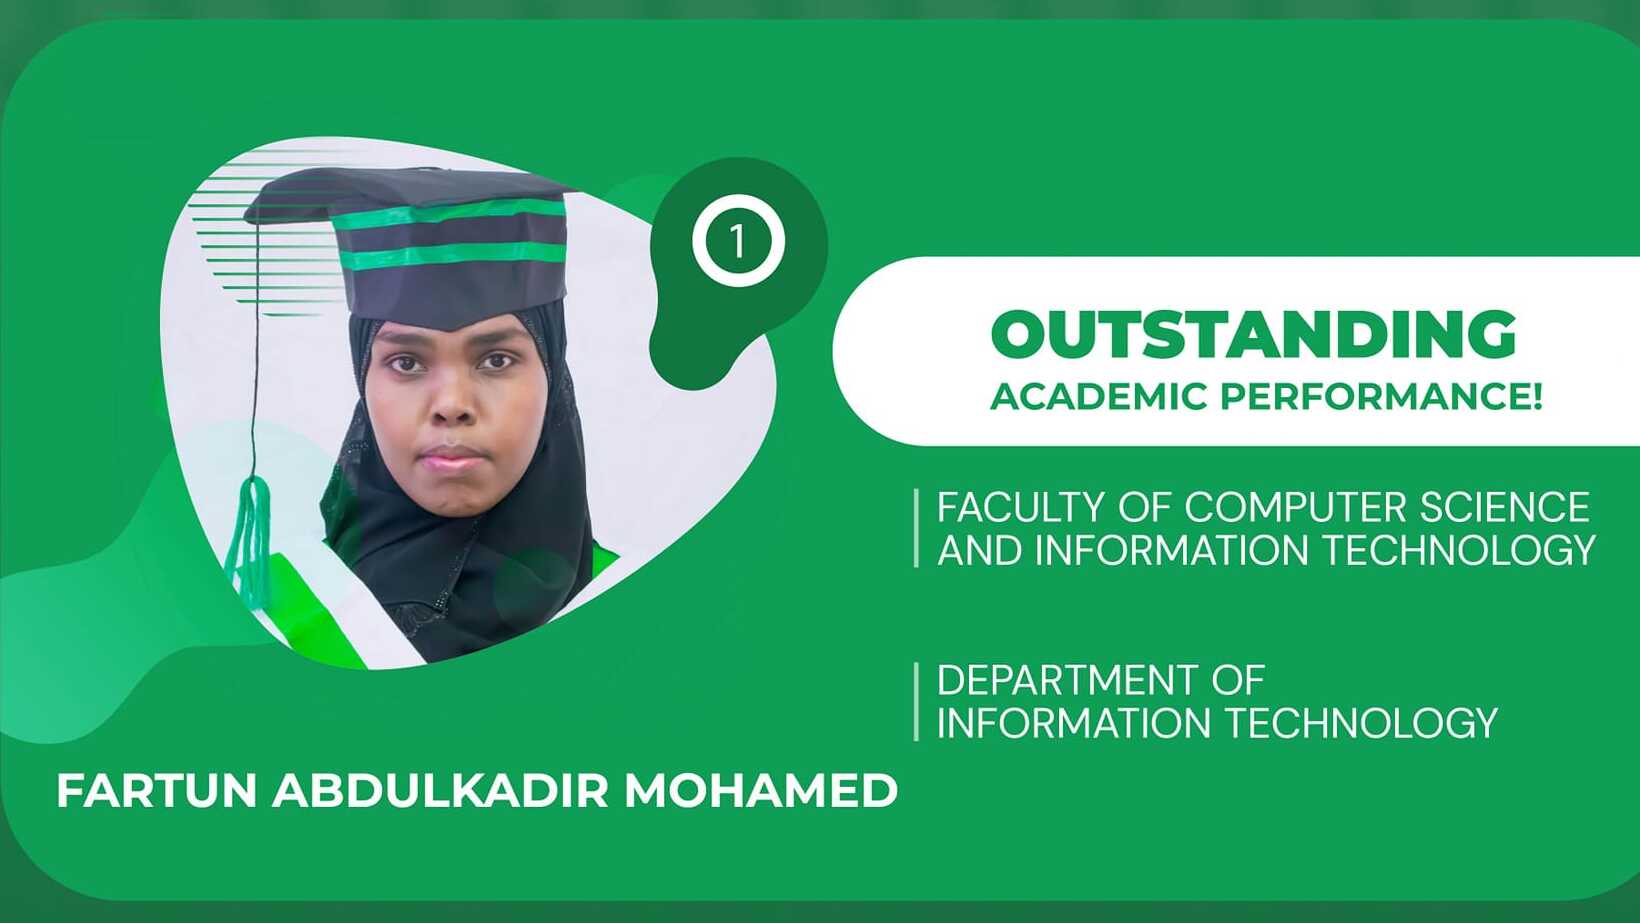 1
OUTSTANDING
ACADEMIC PERFORMANCE!
FACULTY OF COMPUTER SCIENCE
AND INFORMATION TECHNOLOGY
DEPARTMENT OF
INFORMATION TECHNOLOGY
FARTUN ABDULKADIR MOHAMED